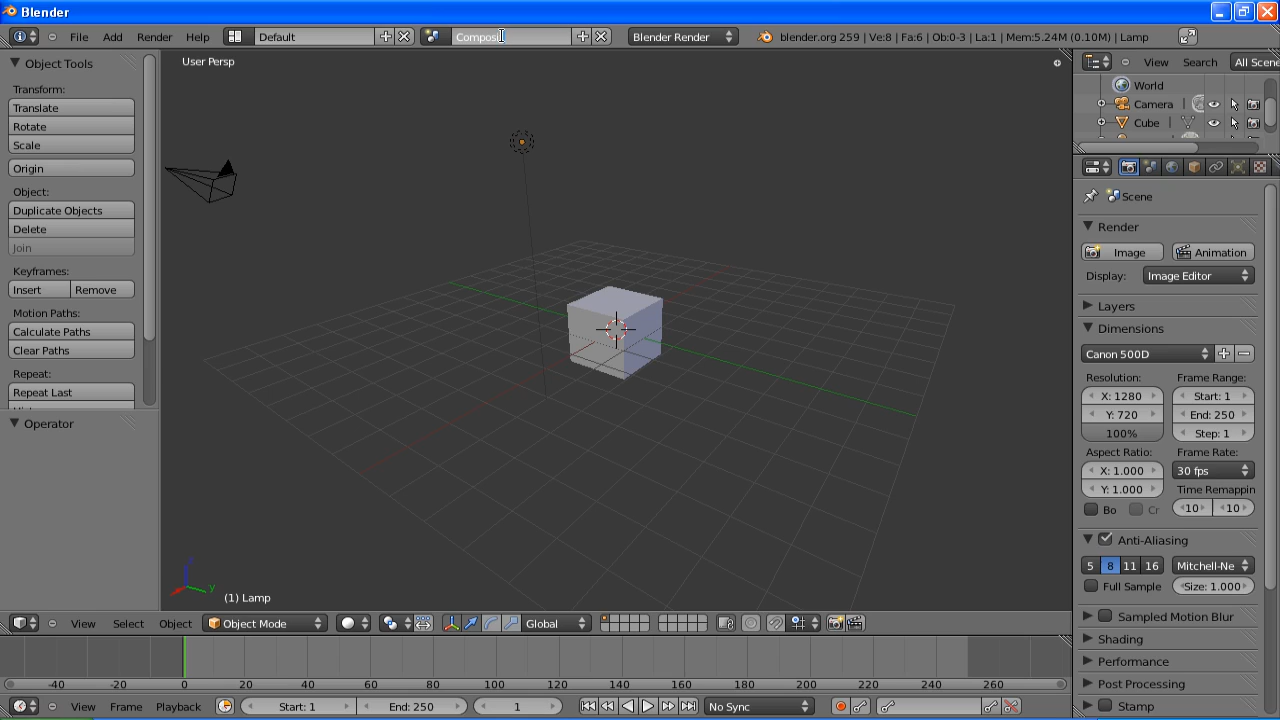 Blender
File Add Render Help Default Composi Blender Render blender.org 259 | Ve:8 | Fa:6 | Ob:0-3 | La:1 | Mem:5.24M (0.10M) | Lamp
Object Tools
Transform:
Translate
Rotate
Scale
Origin
Object:
Duplicate Objects
Delete
Join
Keyframes:
Insert Remove
Motion Paths:
Calculate Paths
Clear Paths
Repeat:
Repeat Last
Operator
User Persp
(1) Lamp
View Search All Scene
World
Camera
Cube
Scene
Render
Image Animation
Display: Image Editor
Layers
Dimensions
Canon 500D
Resolution: Frame Range:
X: 1280 Start: 1
Y: 720 End: 250
100% Step: 1
Aspect Ratio: Frame Rate:
X: 1.000 30 fps
Y: 1.000 Time Remappin
Bo Cr 10 10
Anti-Aliasing
5 8 11 16 Mitchell-Ne
Full Sample Size: 1.000
Sampled Motion Blur
Shading
Performance
Post Processing
Stamp
View Select Object Object Mode Global
-40 -20 0 20 40 60 80 100 120 140 160 180 200 220 240 260
View Frame Playback Start: 1 End: 250 1 No Sync